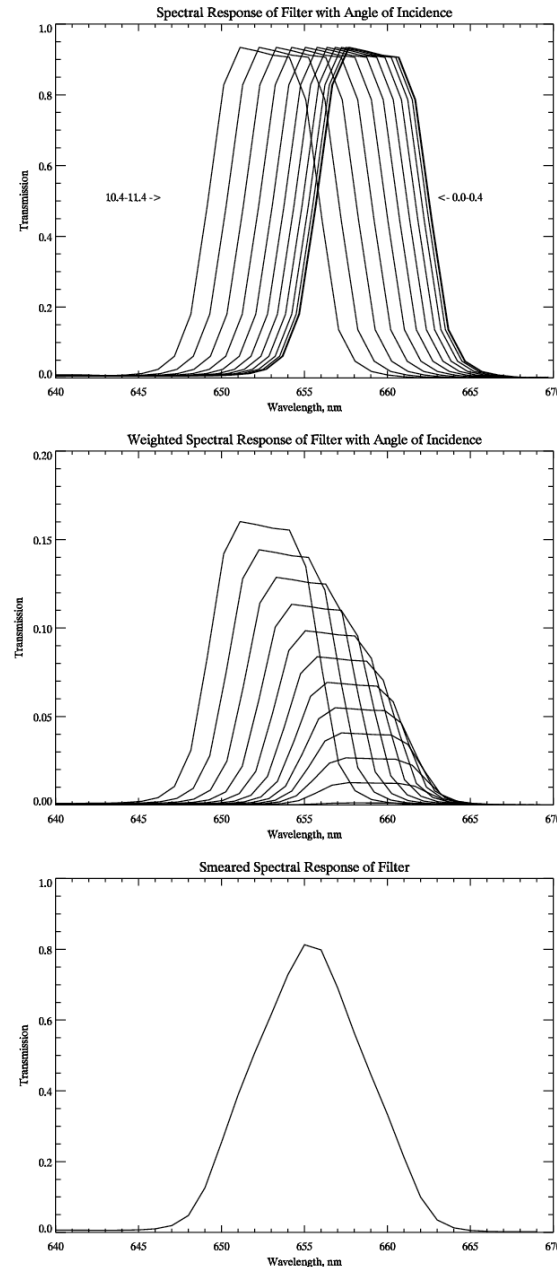 Spectral Response of Filter with Angle of Incidence
1.0
0.8
0.6
0.4
0.2
0.0
Transmission
10.4-11.4 ->
<- 0.0-0.4
640 645 650 655 660 665 670
Wavelength, nm
Weighted Spectral Response of Filter with Angle of Incidence
0.20
0.15
0.10
0.05
0.00
Transmission
640 645 650 655 660 665 670
Wavelength, nm
Smeared Spectral Response of Filter
1.0
0.8
0.6
0.4
0.2
0.0
Transmission
640 645 650 655 660 665 670
Wavelength, nm